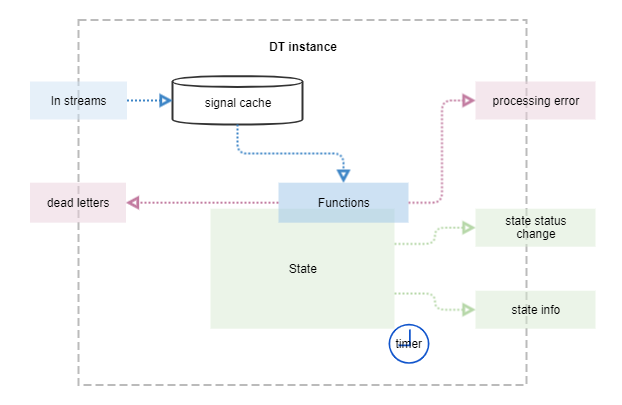 DT instance
In streams
signal cache
processing error
dead letters
Functions
state status
change
State
state info
timer